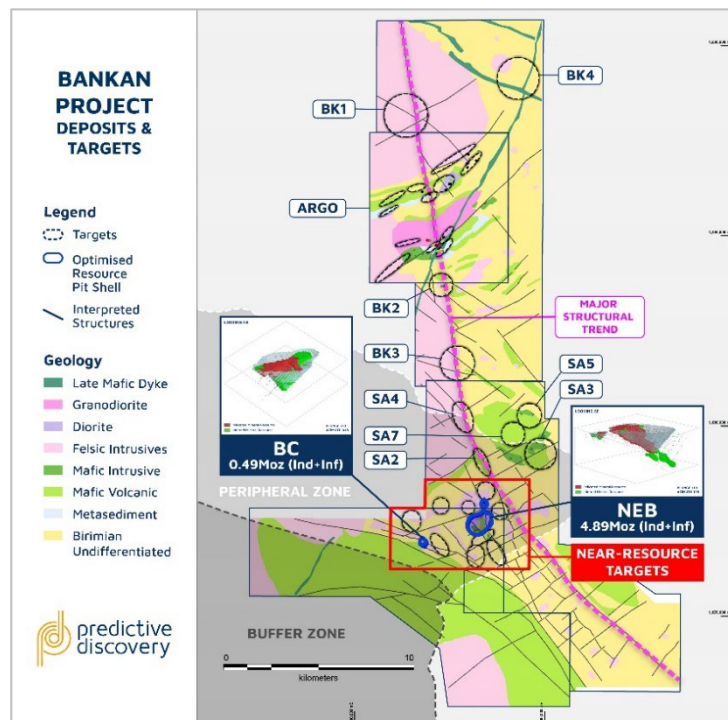 BANKAN
PROJECT
DEPOSITS &
TARGETS
Legend
Targets
Optimised
Resource
Pit Shell
Interpreted
Structures
Geology
Late Mafic Dyke
Granodiorite
Diorite
Felsic Intrusives
Mafic Intrusive
Mafic Volcanic
Metasediment
Birimian
Undifferentiated
predictive
discovery
BK4
BK1
ARGO
BK2
MAJOR
STRUCTURAL
TREND
BK3
SA5
SA4
SA3
SA7
SA2
BC
0.49Moz (Ind+Inf)
NEB
4.89Moz (Ind+Inf)
PERIPHERAL ZONE
NEAR-RESOURCE
TARGETS
BUFFER ZONE
0
10
kilometers